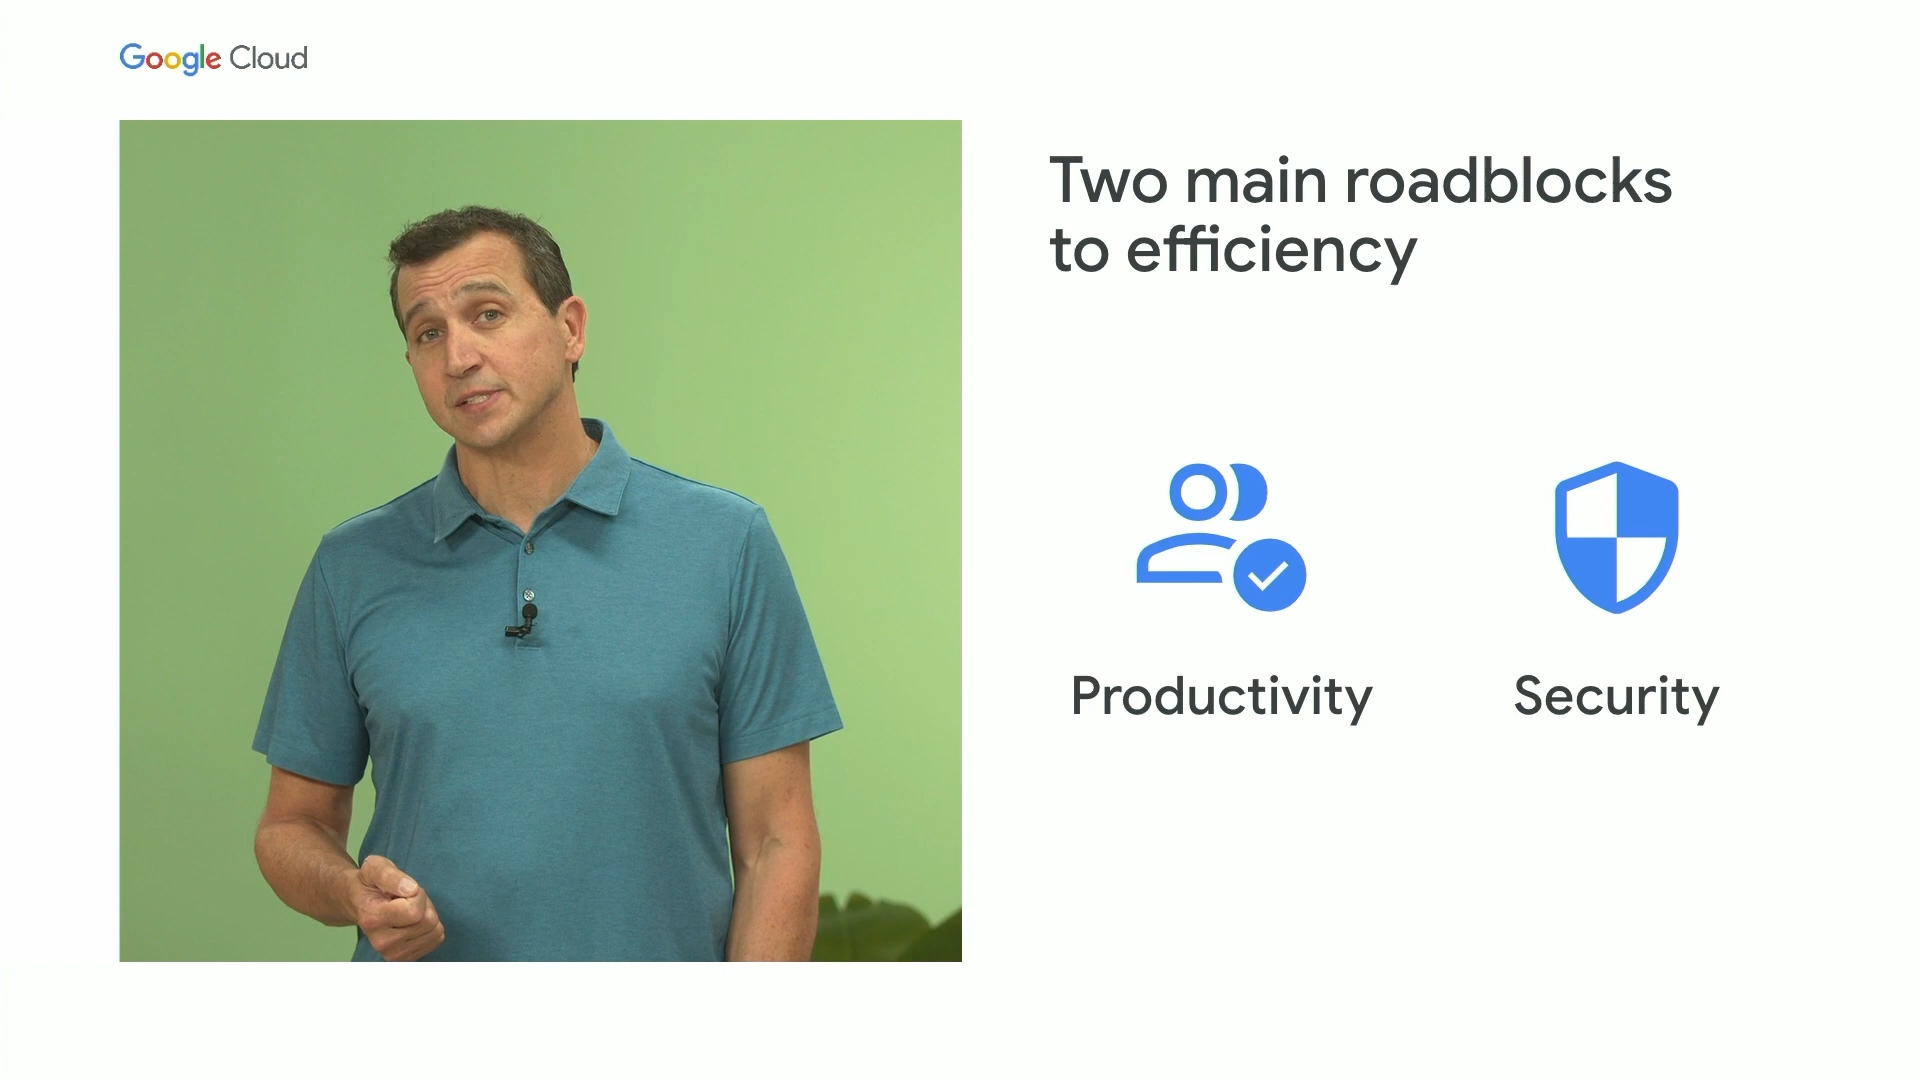 Google Cloud
Two main roadblocks
to efficiency
Productivity
Security